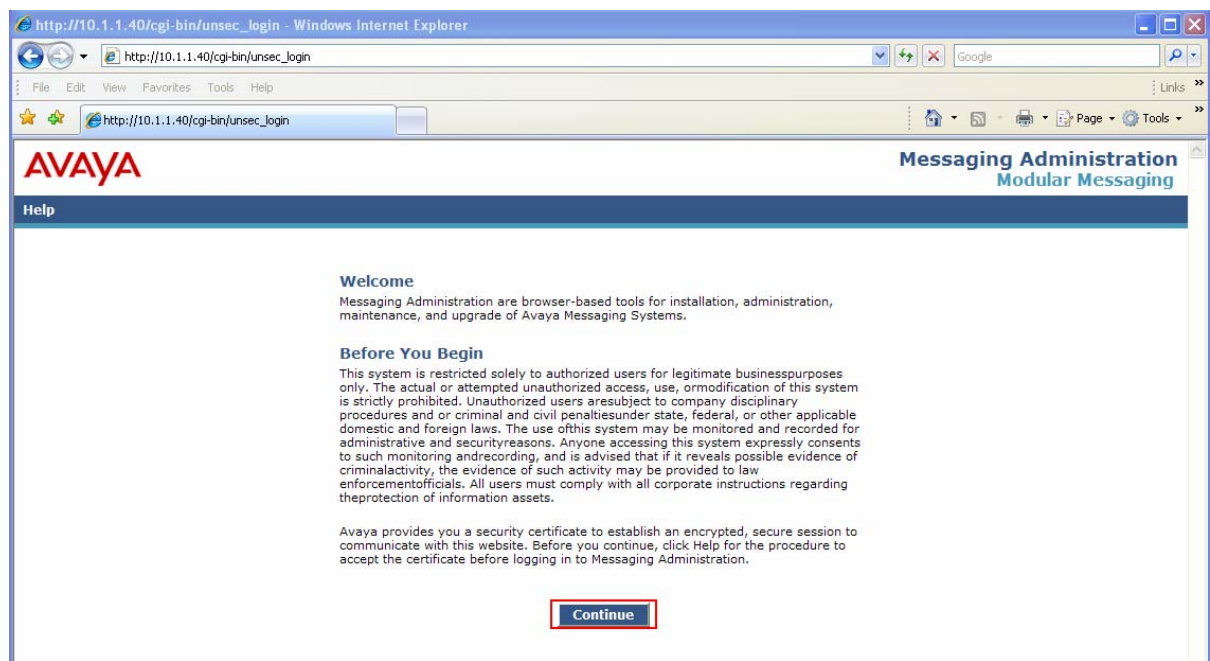 http://10.1.1.40/cgi-bin/unsec_login - Windows Internet Explorer
http://10.1.1.40/cgi-bin/unsec_login
Google
File Edit View Favorites Tools Help
Links »
http://10.1.1.40/cgi-bin/unsec_login
Page Tools »
AVAYA
Messaging Administration
Modular Messaging
Help
Welcome
Messaging Administration are browser-based tools for installation, administration,
maintenance, and upgrade of Avaya Messaging Systems.
Before You Begin
This system is restricted solely to authorized users for legitimate businesspurposes
only. The actual or attempted unauthorized access, use, ormodification of this system
is strictly prohibited. Unauthorized users aresubject to company disciplinary
procedures and or criminal and civil penaltiesunder state, federal, or other applicable
domestic and foreign laws. The use ofthis system may be monitored and recorded for
administrative and securityreasons. Anyone accessing this system expressly consents
to such monitoring andrecording, and is advised that if it reveals possible evidence of
criminalactivity, the evidence of such activity may be provided to law
enforcementofficials. All users must comply with all corporate instructions regarding
theprotection of information assets.
Avaya provides you a security certificate to establish an encrypted, secure session to
communicate with this website. Before you continue, click Help for the procedure to
accept the certificate before logging in to Messaging Administration.
Continue